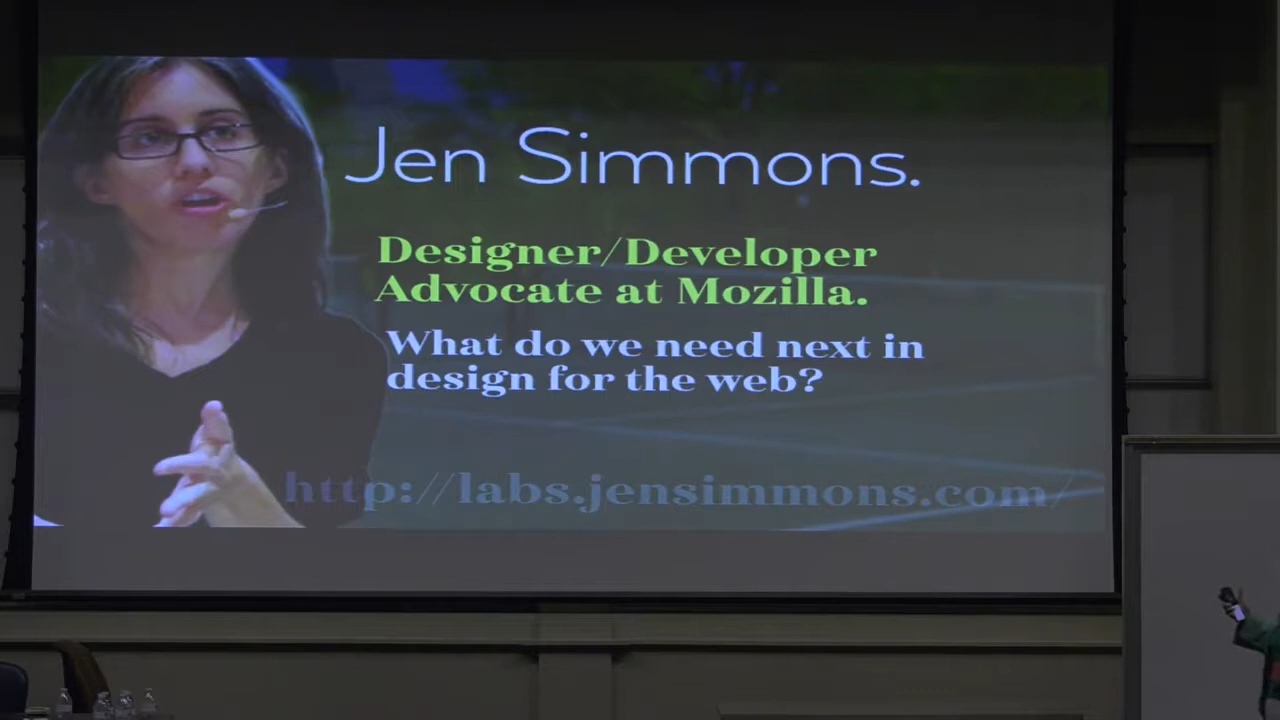 Jen Simmons.
Designer/Developer
Advocate at Mozilla.
What do we need next in
design for the web?
http://labs.jensimmons.com/